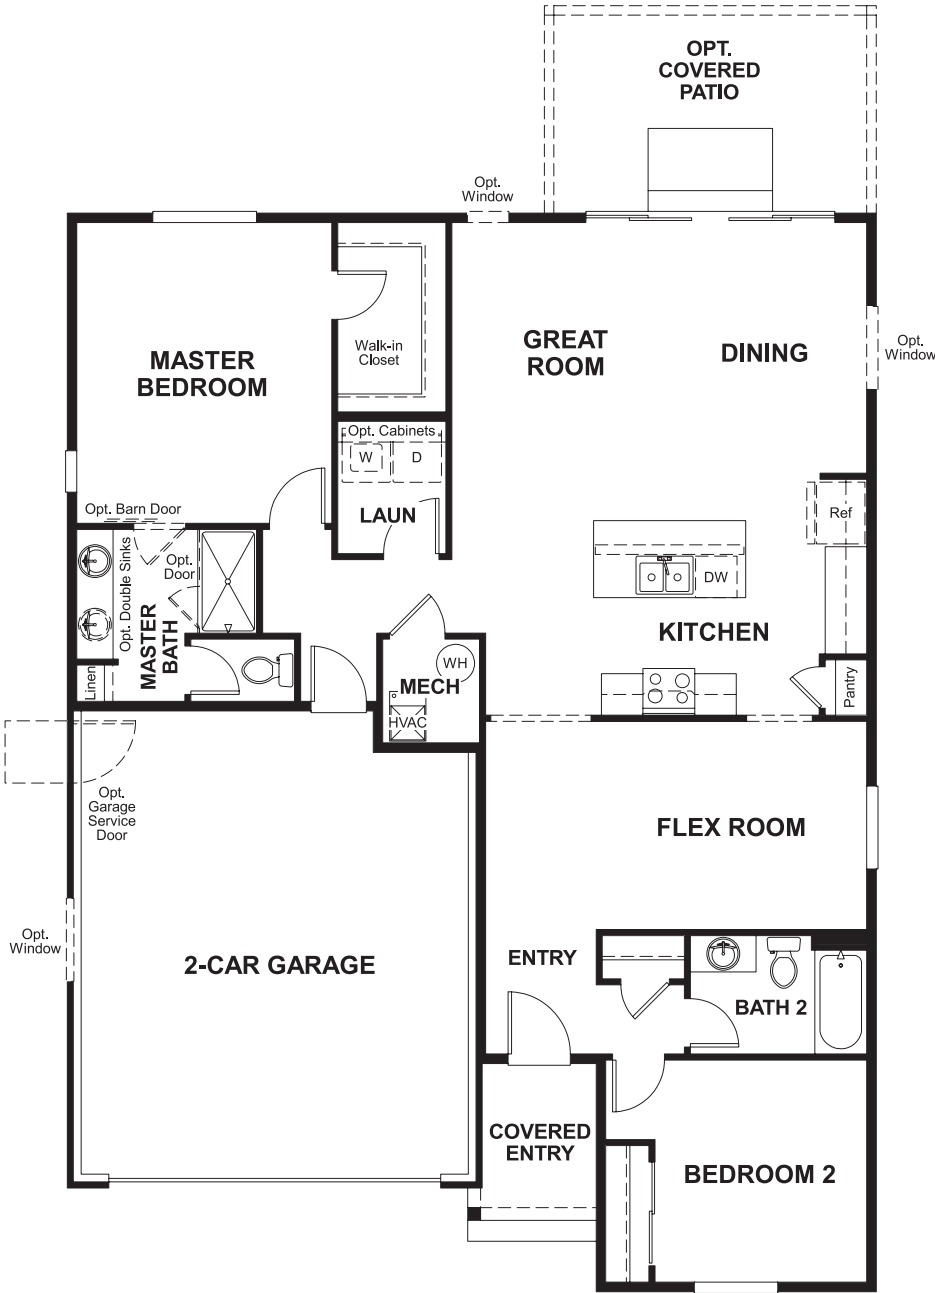 OPT.
COVERED
PATIO
Opt.
Window
GREAT
ROOM
DINING
Opt.
Window
Walk-in
Closet
MASTER
BEDROOM
Opt. Cabinets
W
D
LAUN
Opt. Barn Door
Opt. Double Sinks
Opt.
Door
MASTER
BATH
Linen
Ref
DW
KITCHEN
Pantry
WH
MECH
HVAC
Opt.
Garage
Service
Door
FLEX ROOM
Opt.
Window
2-CAR GARAGE
ENTRY
BATH 2
COVERED
ENTRY
BEDROOM 2